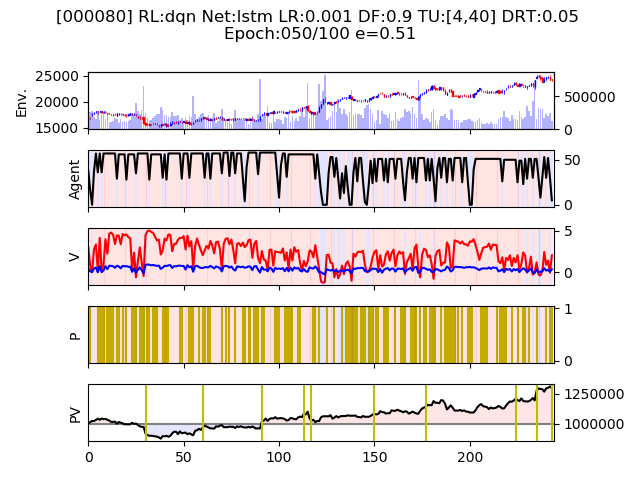 [000080] RL:dqn Net:lstm LR:0.001 DF:0.9 TU:[4,40] DRT:0.05
Epoch:050/100 e=0.51
Env.
25000
20000
15000
500000
0
Agent
50
0
V
5
0
P
1
0
PV
1250000
1000000
0 50 100 150 200